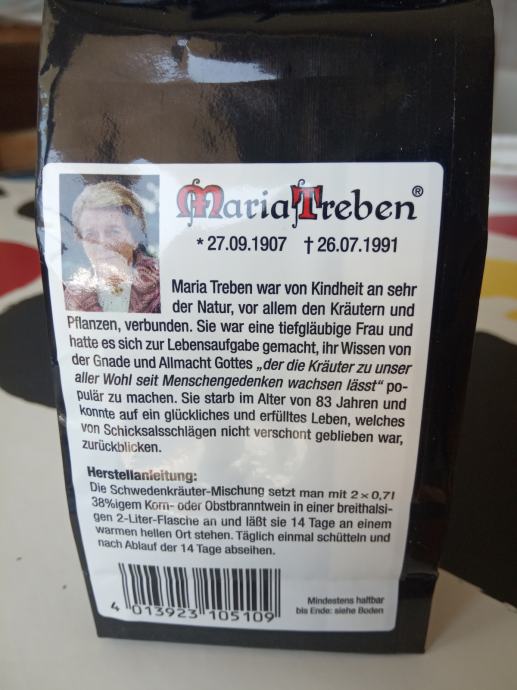 Maria Treben®
* 27.09.1907 † 26.07.1991
Maria Treben war von Kindheit an sehr
der Natur, vor allem den Kräutern und
Pflanzen, verbunden. Sie war eine tiefgläubige Frau und
hatte es sich zur Lebensaufgabe gemacht, ihr Wissen von
der Gnade und Allmacht Gottes „der die Kräuter zu unser
aller Wohl seit Menschengedenken wachsen läßt“ po-
pulär zu machen. Sie starb im Alter von 83 Jahren und
konnte auf ein glückliches und erfülltes Leben, welches
von Schicksalsschlägen nicht verschont geblieben war,
zurückblicken.
Herstellanleitung:
Die Schwedenkräuter-Mischung setzt man mit 2 x 0,7l
38%igem Korn- oder Obstbranntwein in einer breithalsi-
gen 2-Liter-Flasche an und läßt sie 14 Tage an einem
warmen hellen Ort stehen. Täglich einmal schütteln und
nach Ablauf der 14 Tage abseihen.
4 013923 105109
Mindestens haltbar
bis Ende: siehe Boden